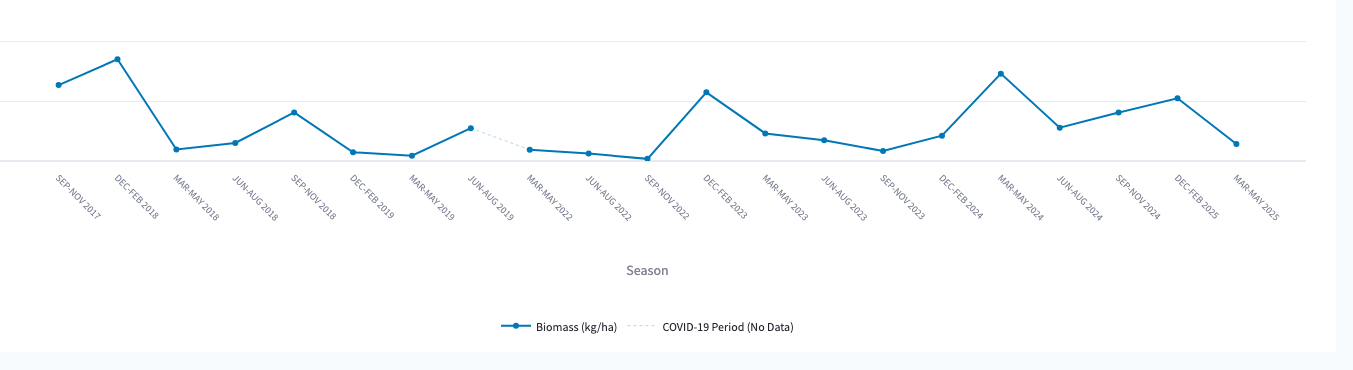 SEP-NOV 2017
DEC-FEB 2018
MAR-MAY 2018
JUN-AUG 2018
SEP-NOV 2018
DEC-FEB 2019
MAR-MAY 2019
JUN-AUG 2019
MAR-MAY 2022
JUN-AUG 2022
SEP-NOV 2022
DEC-FEB 2023
MAR-MAY 2023
JUN-AUG 2023
SEP-NOV 2023
DEC-FEB 2024
MAR-MAY 2024
JUN-AUG 2024
SEP-NOV 2024
DEC-FEB 2025
MAR-MAY 2025
Season
Biomass (kg/ha) COVID-19 Period (No Data)